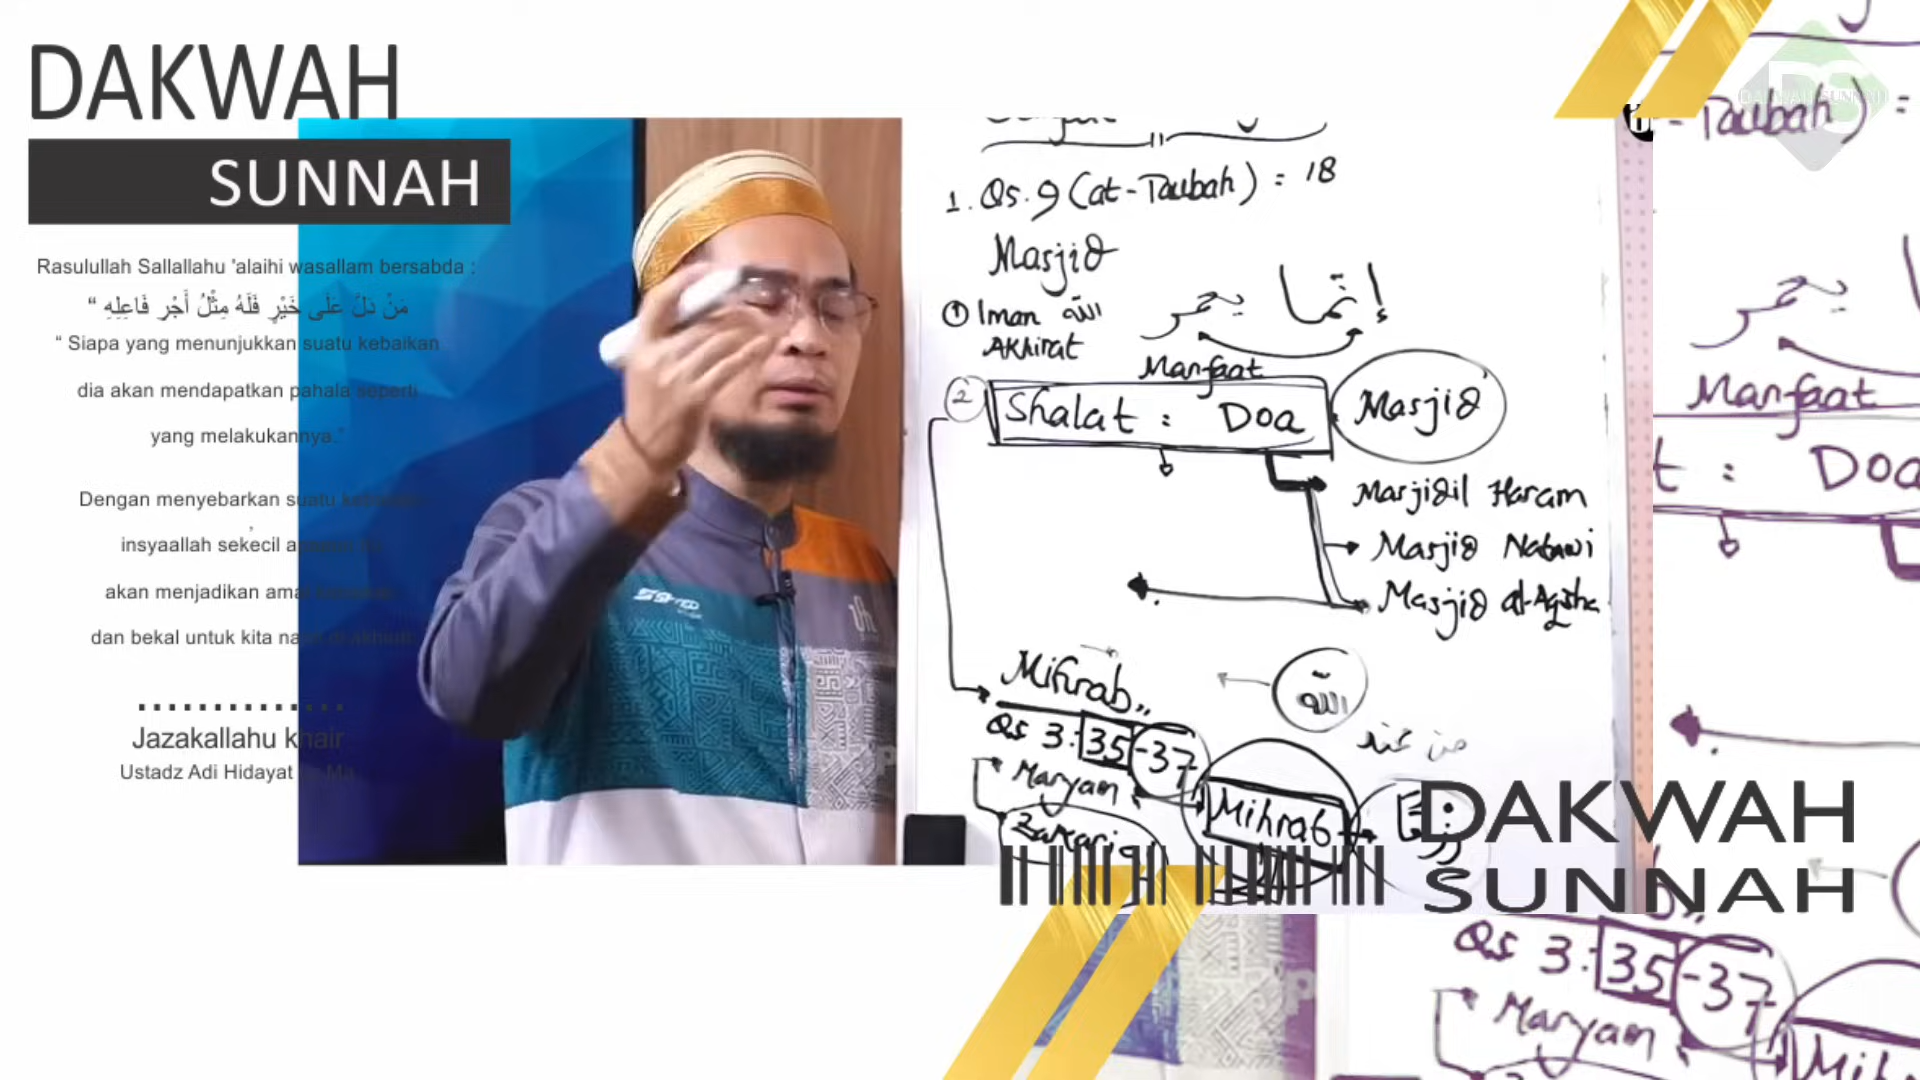 DAKWAH
SUNNAH
Rasulullah Sallallahu 'alaihi wasallam bersabda :
مَنْ دَلَّ عَلَى خَيْرٍ فَلَهُ مِثْلُ أَجْرِ فَاعِلِهِ “
“ Siapa yang menunjukkan suatu kebaikan
dia akan mendapatkan pahala seperti
yang melakukannya.”
Dengan menyebarkan suatu
insyaallah sekecil
akan menjadikan
dan bekal untuk kita
Jazakallahu khair
Ustadz Adi Hidayat
1. Qs. 9 (at-Taubah) = 18
Masjid
① Iman الله
Akhirat
إنما يعمر
Manfaat
2 Shalat : Doa
Masjid
Masjidil Haram
Masjid Nabawi
Masjid al-Aqsha
Mihrab,,
الله
Qs 3:35-37
من عند
Maryam
Mihrab
Zakaria
DAKWAH
SUNNAH
-Taubah) =
Manfaat
t : Doa
Qs 3:35-37
Maryam
DS